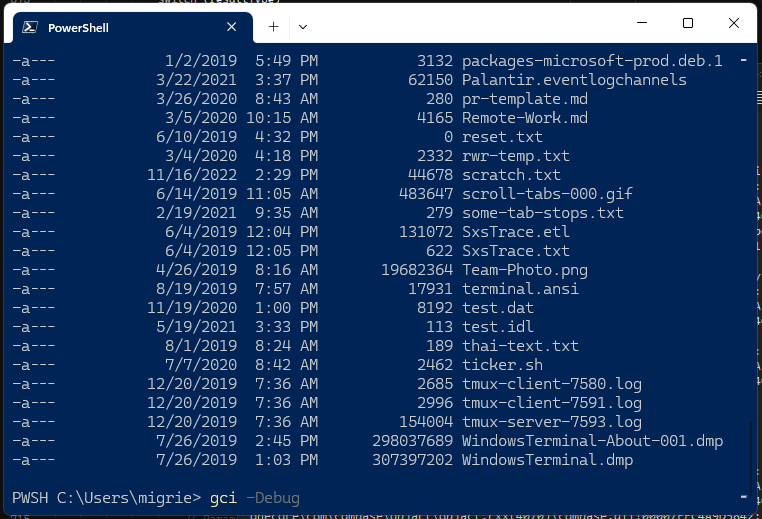 PowerShell
-a--- 1/2/2019 5:49 PM 3132 packages-microsoft-prod.deb.1 -
-a--- 3/22/2021 3:37 PM 62150 Palantir.eventlogchannels
-a--- 3/26/2020 8:43 AM 280 pr-template.md
-a--- 3/5/2020 10:15 AM 4165 Remote-Work.md
-a--- 6/10/2019 4:32 PM 0 reset.txt
-a--- 3/4/2020 4:18 PM 2332 rwr-temp.txt
-a--- 11/16/2022 2:29 PM 44678 scratch.txt
-a--- 6/14/2019 11:05 AM 483647 scroll-tabs-000.gif
-a--- 2/19/2021 9:35 AM 279 some-tab-stops.txt
-a--- 6/4/2019 12:04 PM 131072 SxsTrace.etl
-a--- 6/4/2019 12:05 PM 622 SxsTrace.txt
-a--- 4/26/2019 8:16 AM 19682364 Team-Photo.png
-a--- 8/19/2019 7:57 AM 17931 terminal.ansi
-a--- 11/19/2020 1:00 PM 8192 test.dat
-a--- 5/19/2021 3:33 PM 113 test.idl
-a--- 8/1/2019 8:24 AM 189 thai-text.txt
-a--- 7/7/2020 8:42 AM 2462 ticker.sh
-a--- 12/20/2019 7:36 AM 2685 tmux-client-7580.log
-a--- 12/20/2019 7:36 AM 2996 tmux-client-7591.log
-a--- 12/20/2019 7:36 AM 154004 tmux-server-7593.log
-a--- 7/26/2019 2:45 PM 298037689 WindowsTerminal-About-001.dmp
-a--- 7/26/2019 1:03 PM 307397202 WindowsTerminal.dmp
PWSH C:\Users\migrie> gci -Debug -